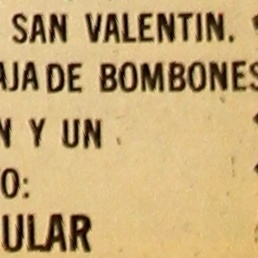 SAN VALENTIN.
AJA DE BOMBONES
N Y UN
O:
ULAR